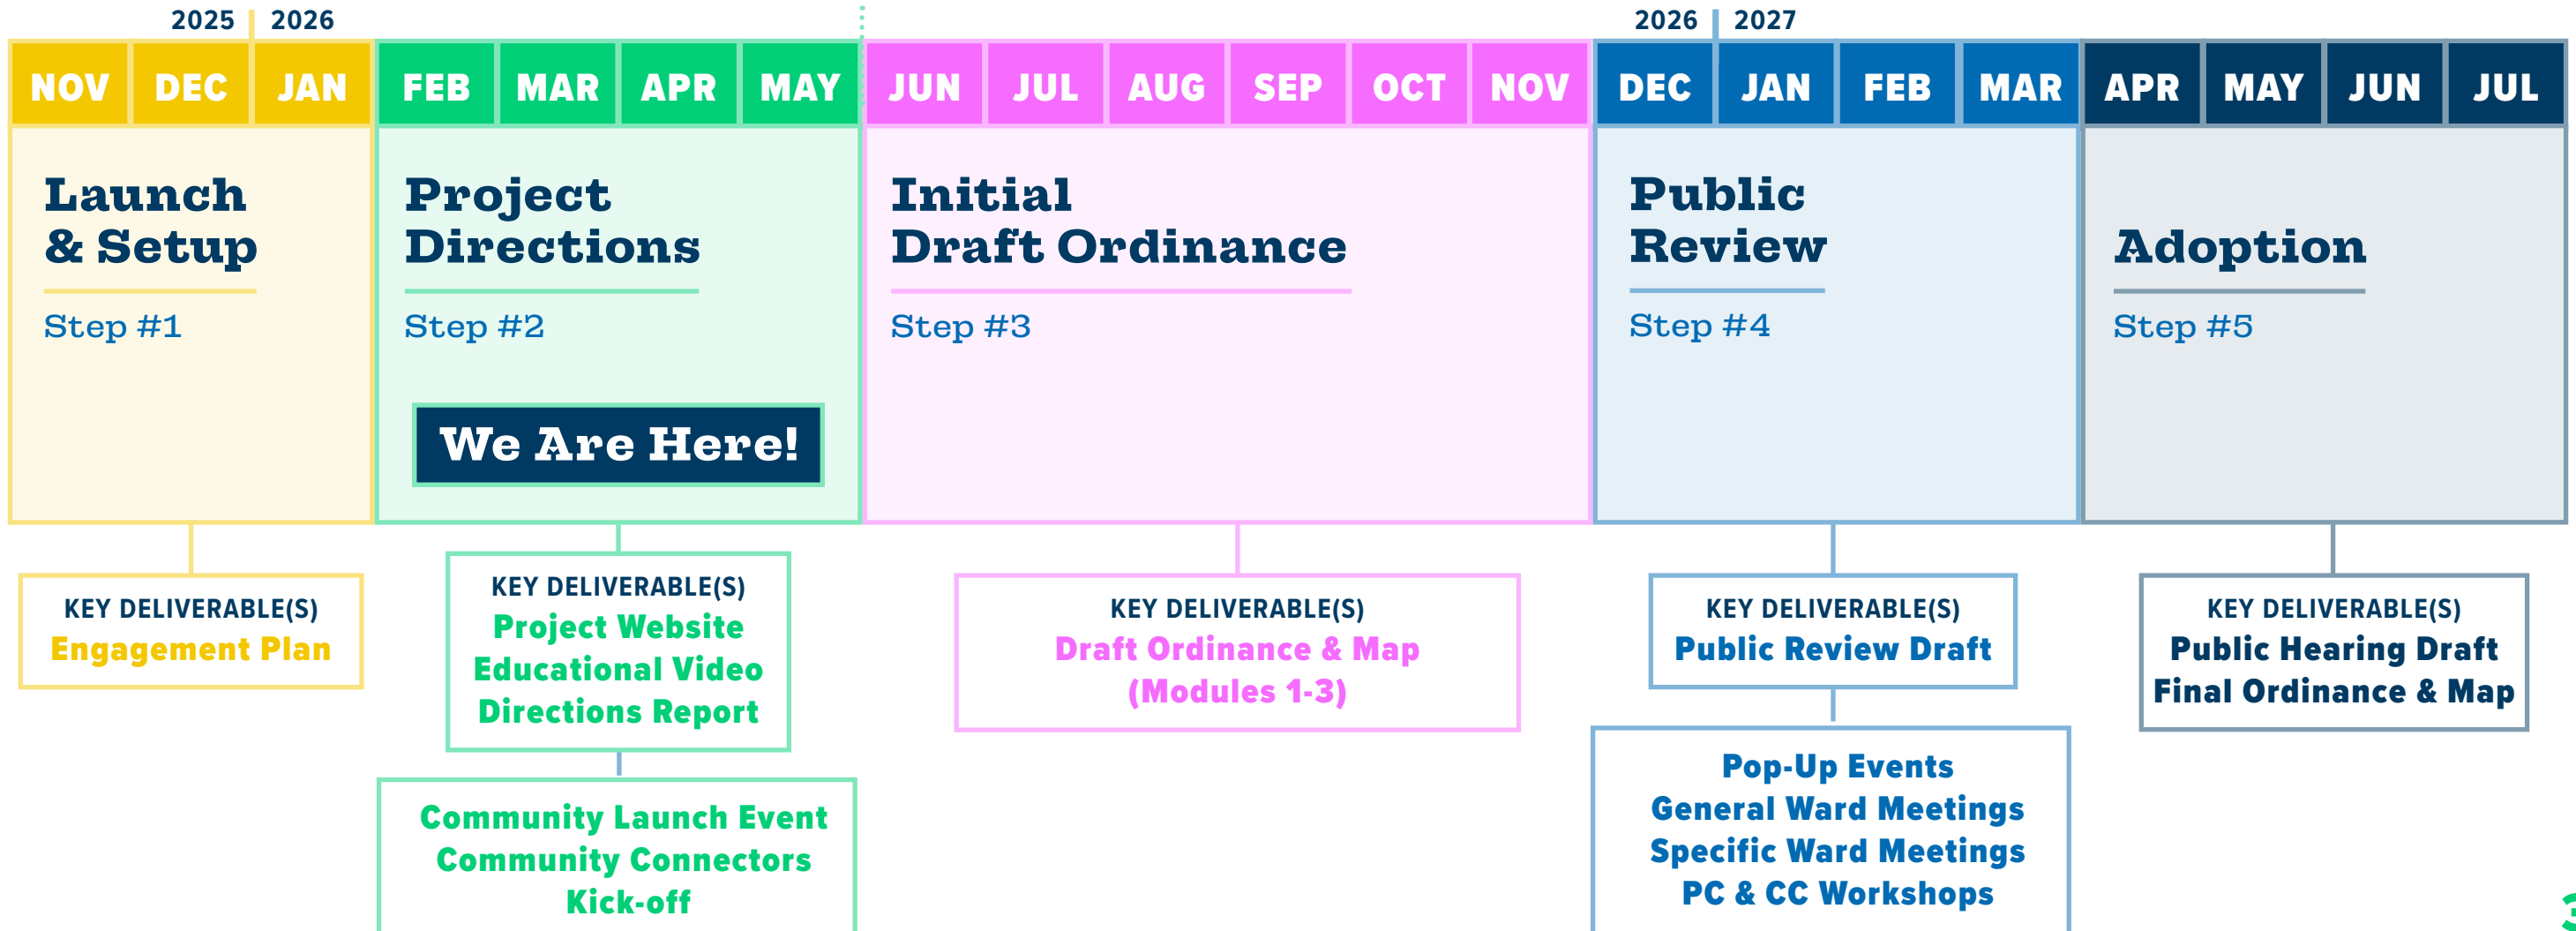 2025 2026 2026 2027
NOV DEC JAN FEB MAR APR MAY JUN JUL AUG SEP OCT NOV DEC JAN FEB MAR APR MAY JUN JUL
Launch
& Setup
Step #1
Project
Directions
Step #2
We Are Here!
Initial
Draft Ordinance
Step #3
Public
Review
Step #4
Adoption
Step #5
KEY DELIVERABLE(S)
Engagement Plan
KEY DELIVERABLE(S)
Project Website
Educational Video
Directions Report
Community Launch Event
Community Connectors
Kick-off
KEY DELIVERABLE(S)
Draft Ordinance & Map
(Modules 1-3)
KEY DELIVERABLE(S)
Public Review Draft
Pop-Up Events
General Ward Meetings
Specific Ward Meetings
PC & CC Workshops
KEY DELIVERABLE(S)
Public Hearing Draft
Final Ordinance & Map